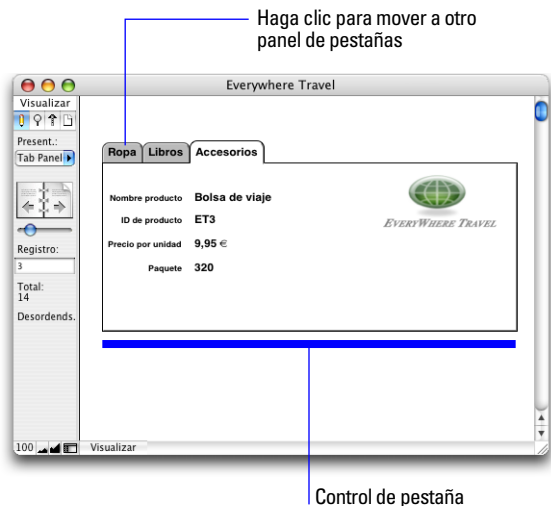 Haga clic para mover a otro
panel de pestañas
Everywhere Travel
Visualizar
Present.:
Tab Panel
Registro:
3
Total:
14
Desordends.
Ropa Libros Accesorios
Nombre producto Bolsa de viaje
ID de producto ET3
Precio por unidad 9,95 €
Paquete 320
EVERYWHERE TRAVEL
100 Visualizar
Control de pestaña